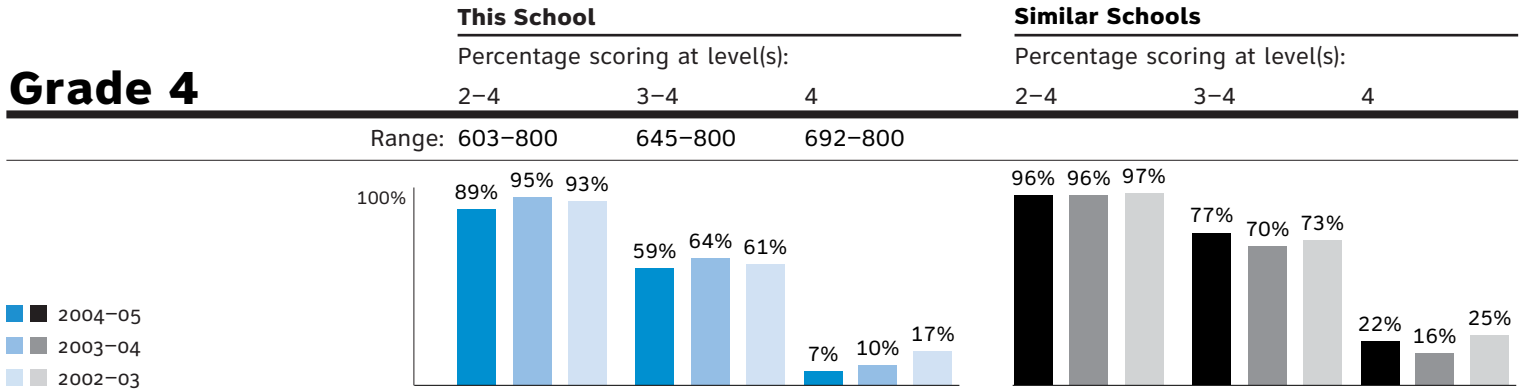 This School Similar Schools
Percentage scoring at level(s): Percentage scoring at level(s):
Grade 4 2–4 3–4 4 2–4 3–4 4
Range: 603–800 645–800 692–800
100% 89% 95% 93% 59% 64% 61% 7% 10% 17% 96% 96% 97% 77% 70% 73% 22% 16% 25%
2004–05
2003–04
2002–03